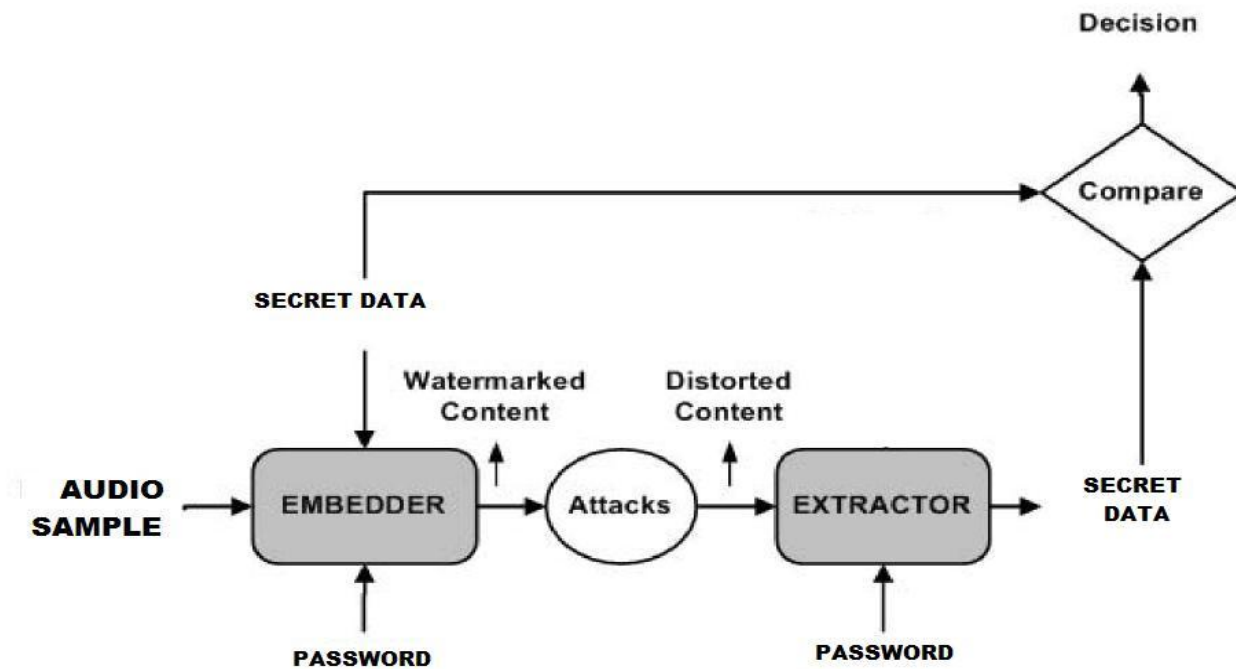 Decision
Compare
SECRET DATA
Watermarked
Content
Distorted
Content
AUDIO
SAMPLE
EMBEDDER
Attacks
EXTRACTOR
SECRET
DATA
PASSWORD
PASSWORD